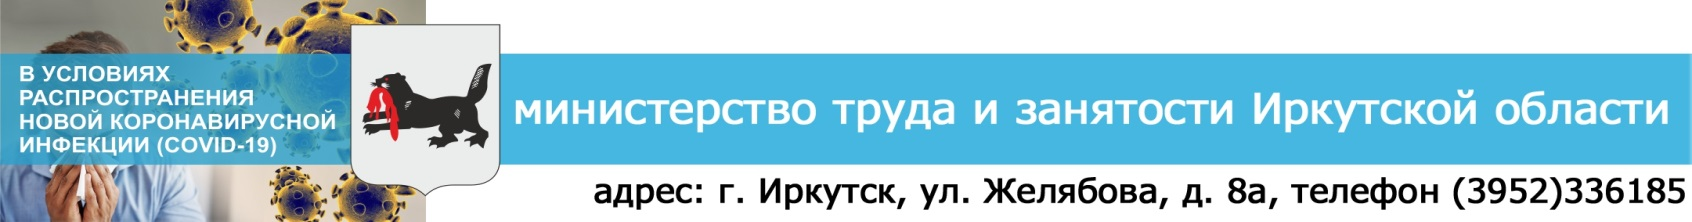 В УСЛОВИЯХ
РАСПРОСТРАНЕНИЯ
НОВОЙ КОРОНАВИРУСНОЙ
ИНФЕКЦИИ (COVID-19)
министерство труда и занятости Иркутской области
адрес: г. Иркутск, ул. Желябова, д. 8а, телефон (3952)336185